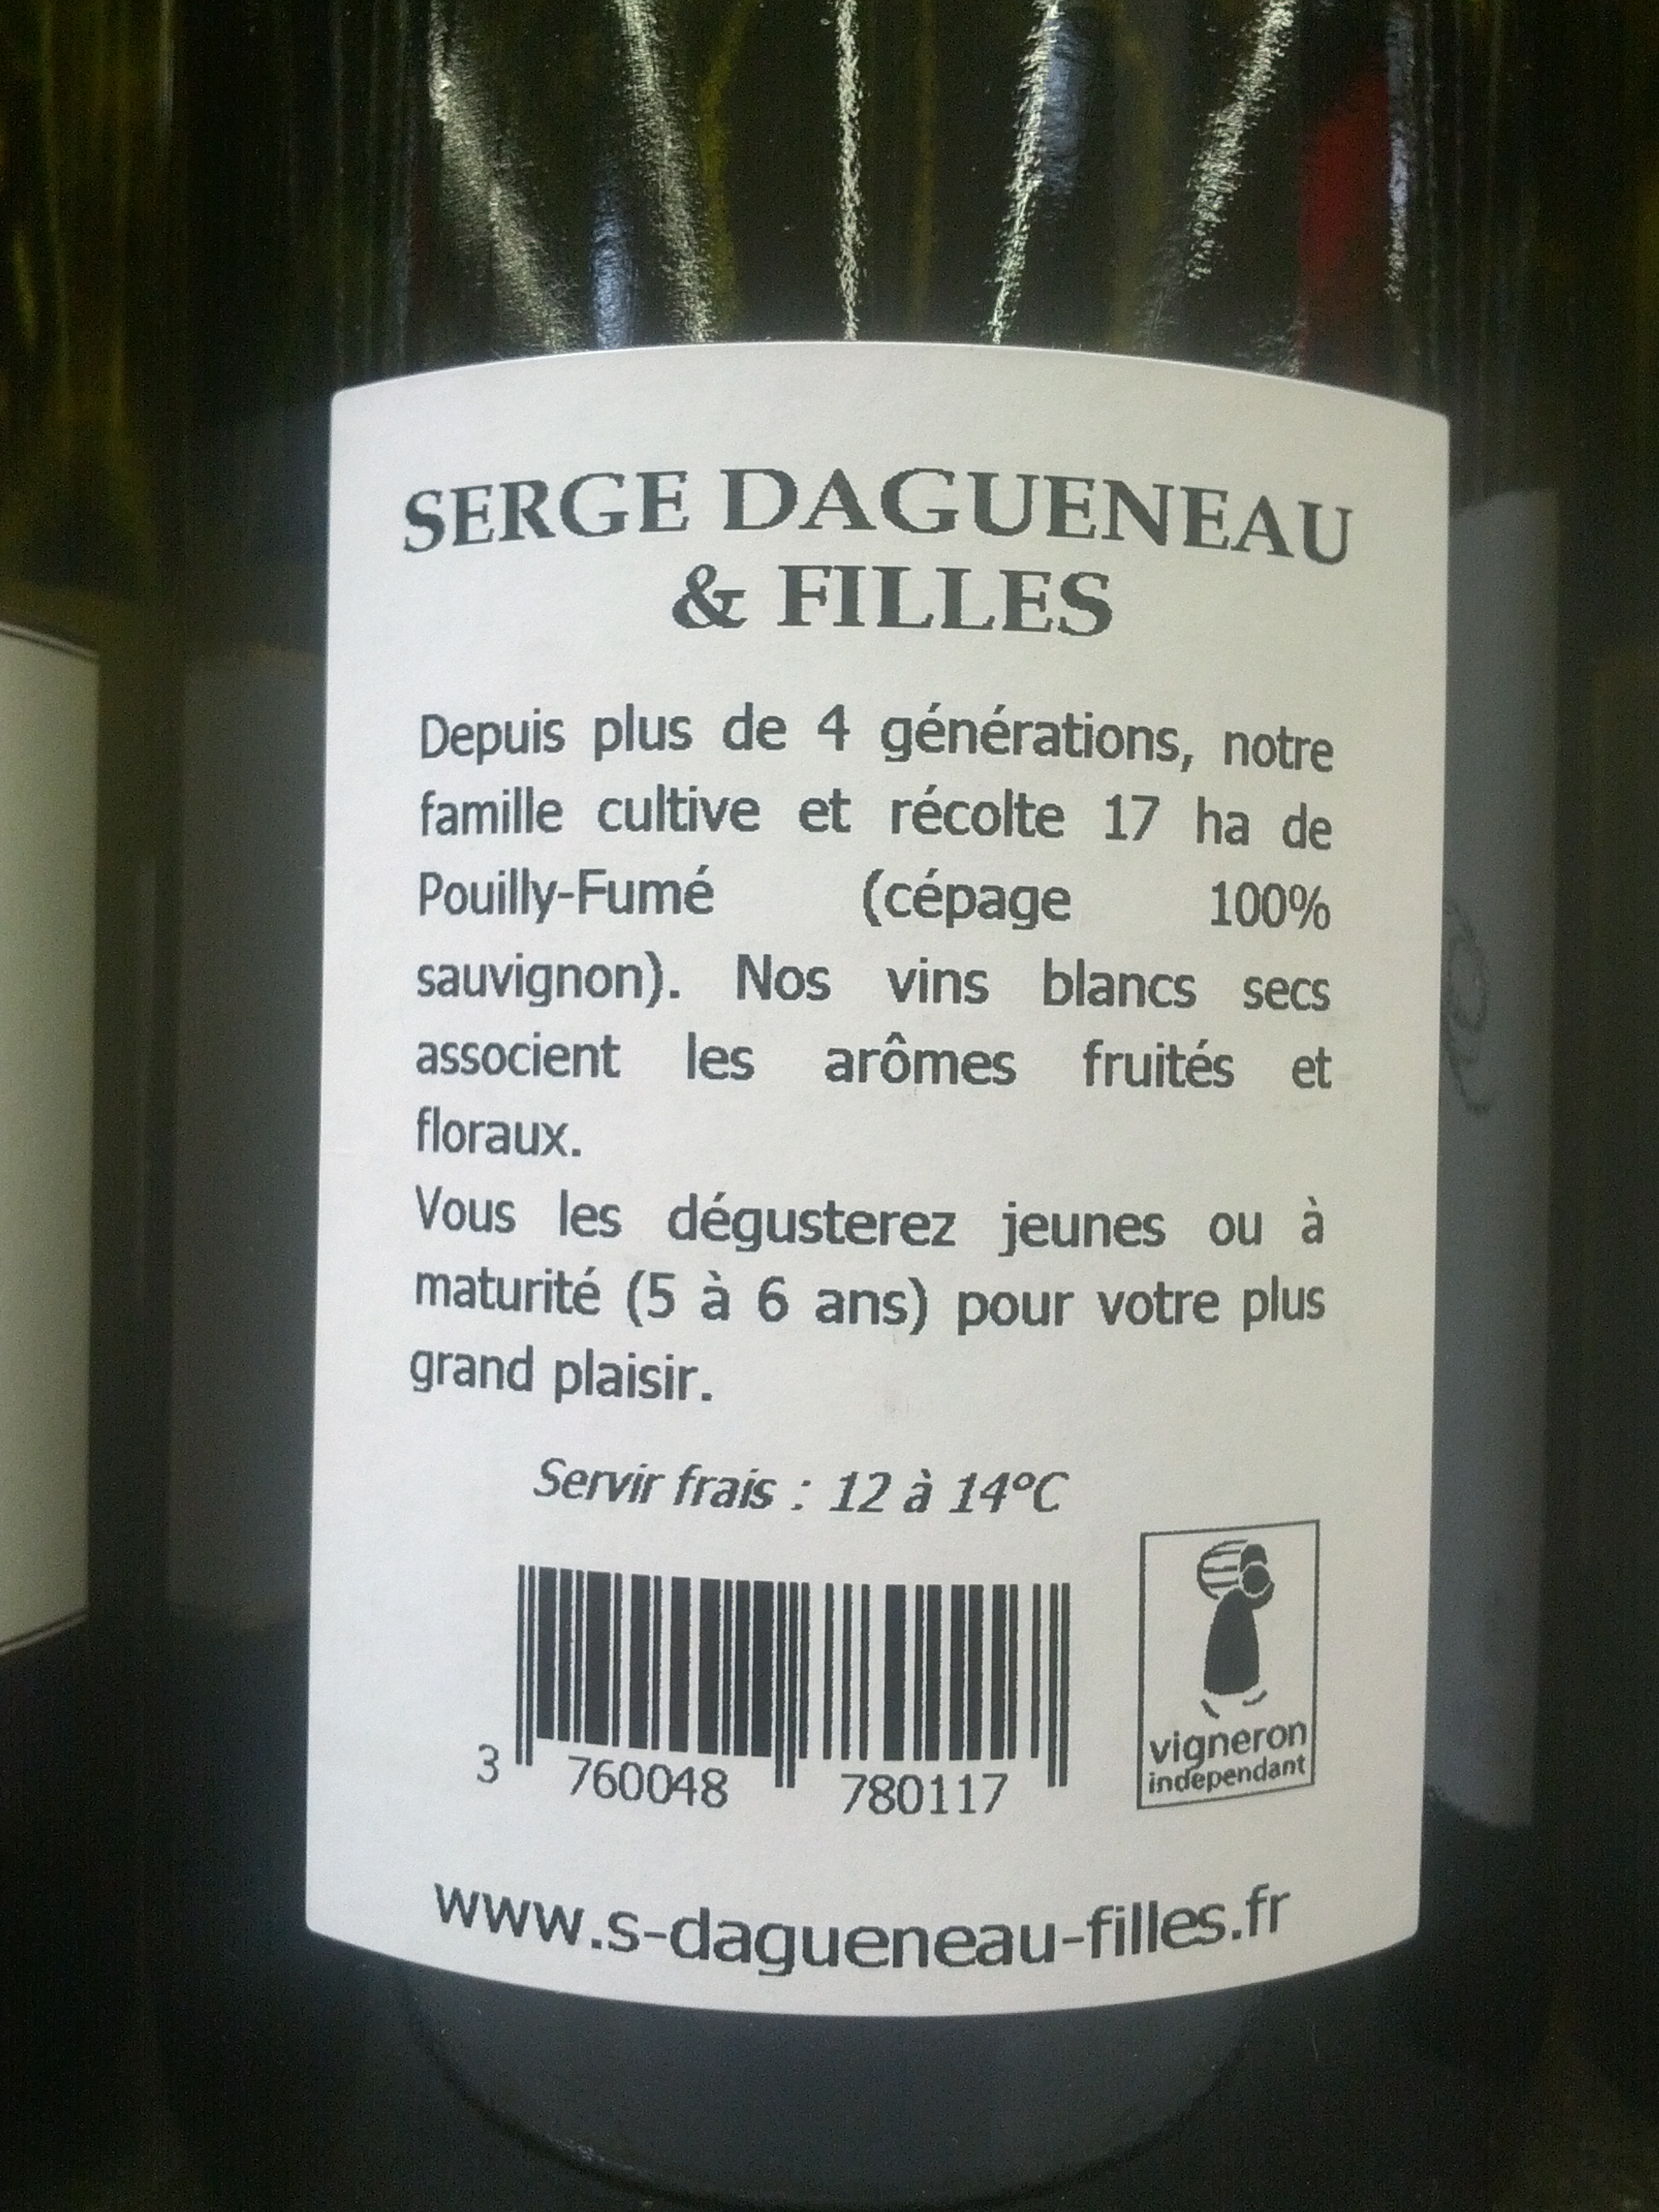 SERGE DAGUENEAU
& FILLES
Depuis plus de 4 générations, notre
famille cultive et récolte 17 ha de
Pouilly-Fumé (cépage 100%
sauvignon). Nos vins blancs secs
associent les arômes fruités et
floraux.
Vous les dégusterez jeunes ou à
maturité (5 à 6 ans) pour votre plus
grand plaisir.
Servir frais : 12 à 14°C
3 760048 780117
vigneron
indépendant
www.s-dagueneau-filles.fr